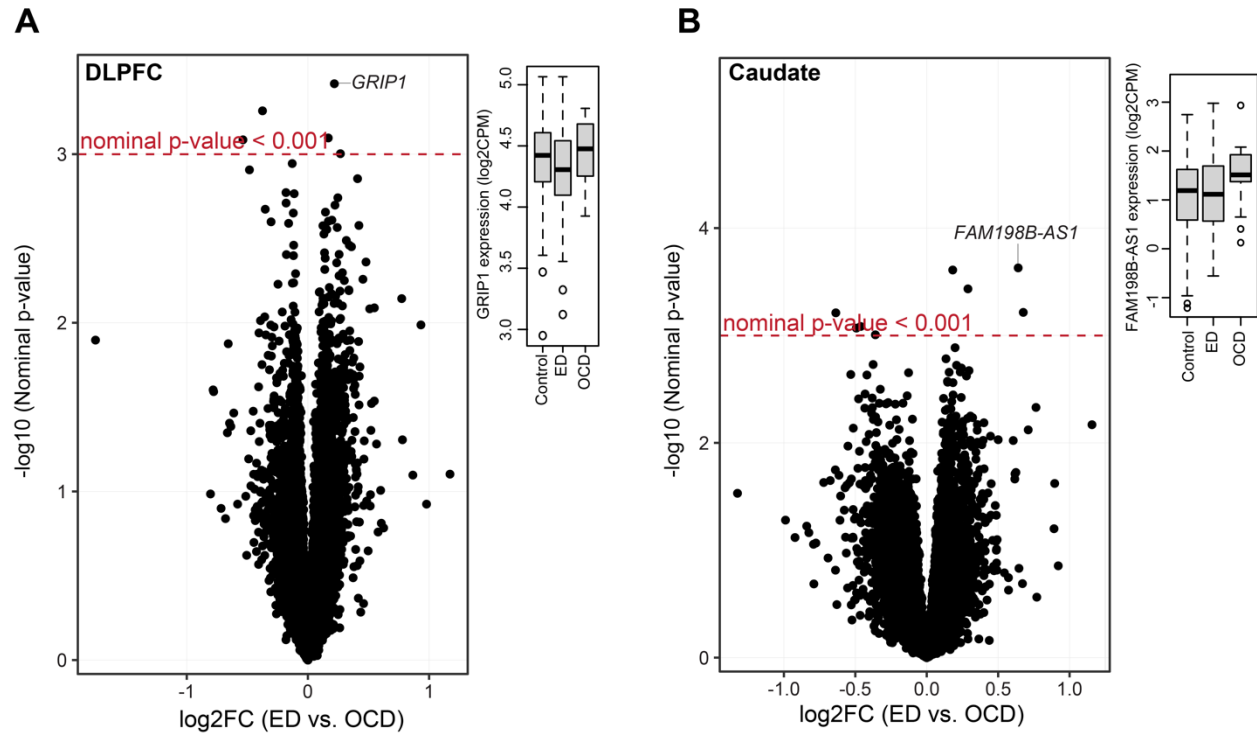 A
DLPFC
GRIP1
nominal p-value < 0.001
3
2
1
0
-log10 (Nominal p-value)
-1
0
1
log2FC (ED vs. OCD)
GRIP1 expression (log2CPM)
5.0
4.5
4.0
3.5
3.0
Control
ED
OCD
B
Caudate
FAM198B-AS1
nominal p-value < 0.001
4
2
0
-log10 (Nominal p-value)
-1.0
-0.5
0.0
0.5
1.0
log2FC (ED vs. OCD)
FAM198B-AS1 expression (log2CPM)
3
2
1
0
-1
Control
ED
OCD